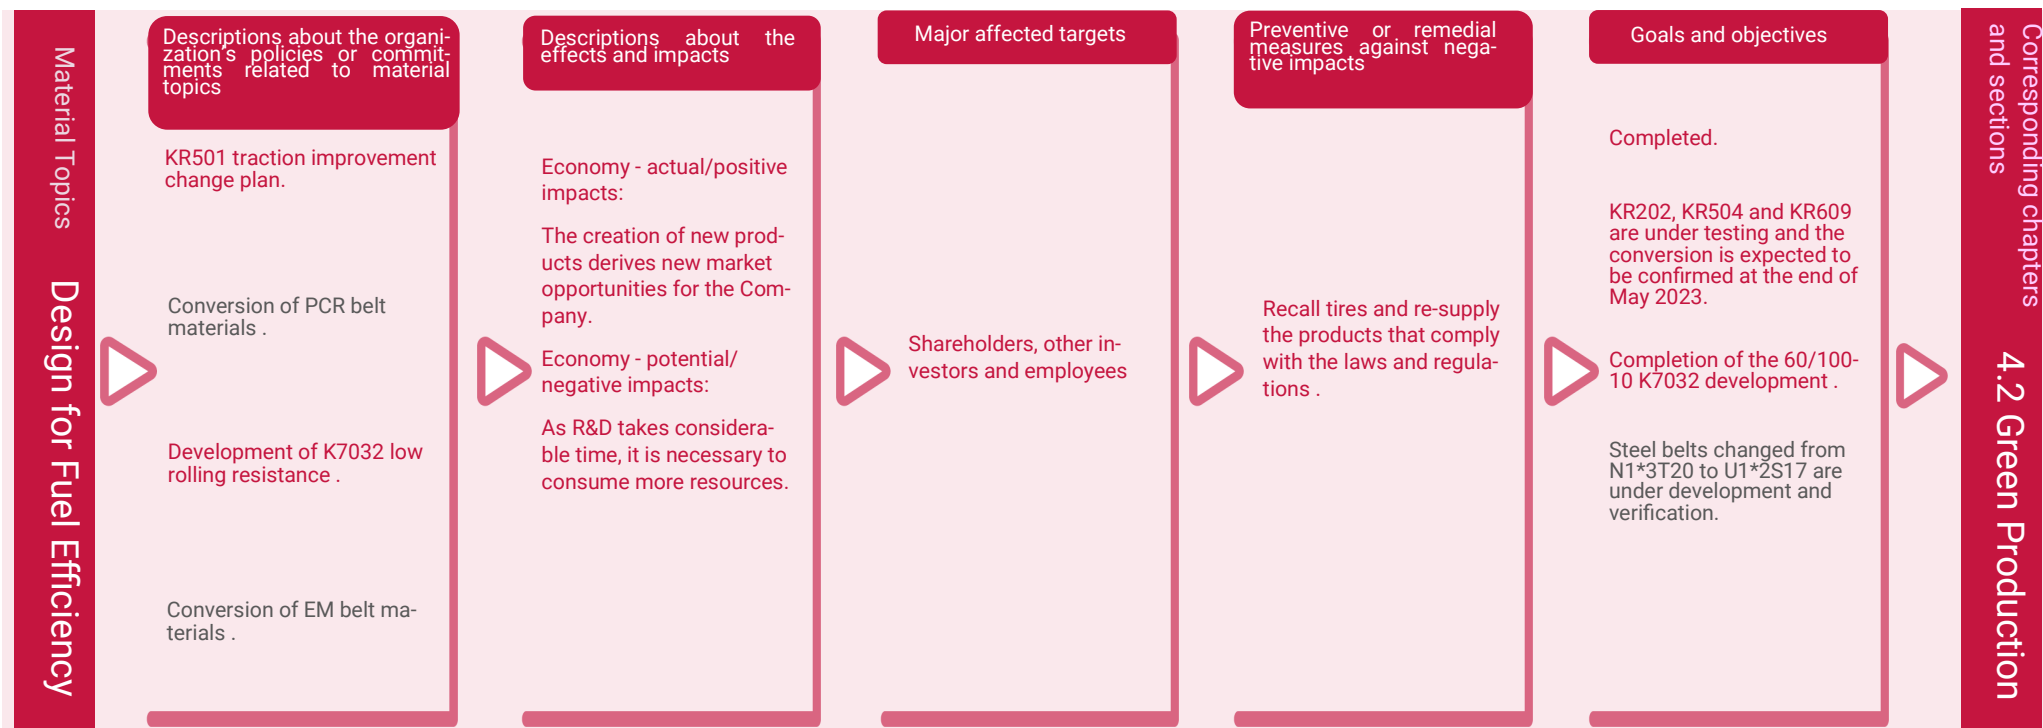 Material Topics
Design for Fuel Efficiency
Descriptions about the organi-
zation's policies or commit-
ments related to material
topics
KR501 traction improvement
change plan.
Conversion of PCR belt
materials .
Development of K7032 low
rolling resistance .
Conversion of EM belt ma-
terials .
Descriptions about the
effects and impacts
Economy - actual/positive
impacts:
The creation of new prod-
ucts derives new market
opportunities for the Com-
pany.
Economy - potential/
negative impacts:
As R&D takes considera-
ble time, it is necessary to
consume more resources.
Major affected targets
Shareholders, other in-
vestors and employees
Preventive or remedial
measures against nega-
tive impacts
Recall tires and re-supply
the products that comply
with the laws and regula-
tions .
Goals and objectives
Completed.
KR202, KR504 and KR609
are under testing and the
conversion is expected to
be confirmed at the end of
May 2023.
Completion of the 60/100-
10 K7032 development .
Steel belts changed from
N1*3T20 to U1*2S17 are
under development and
verification.
Corresponding chapters
and sections
4.2 Green Production